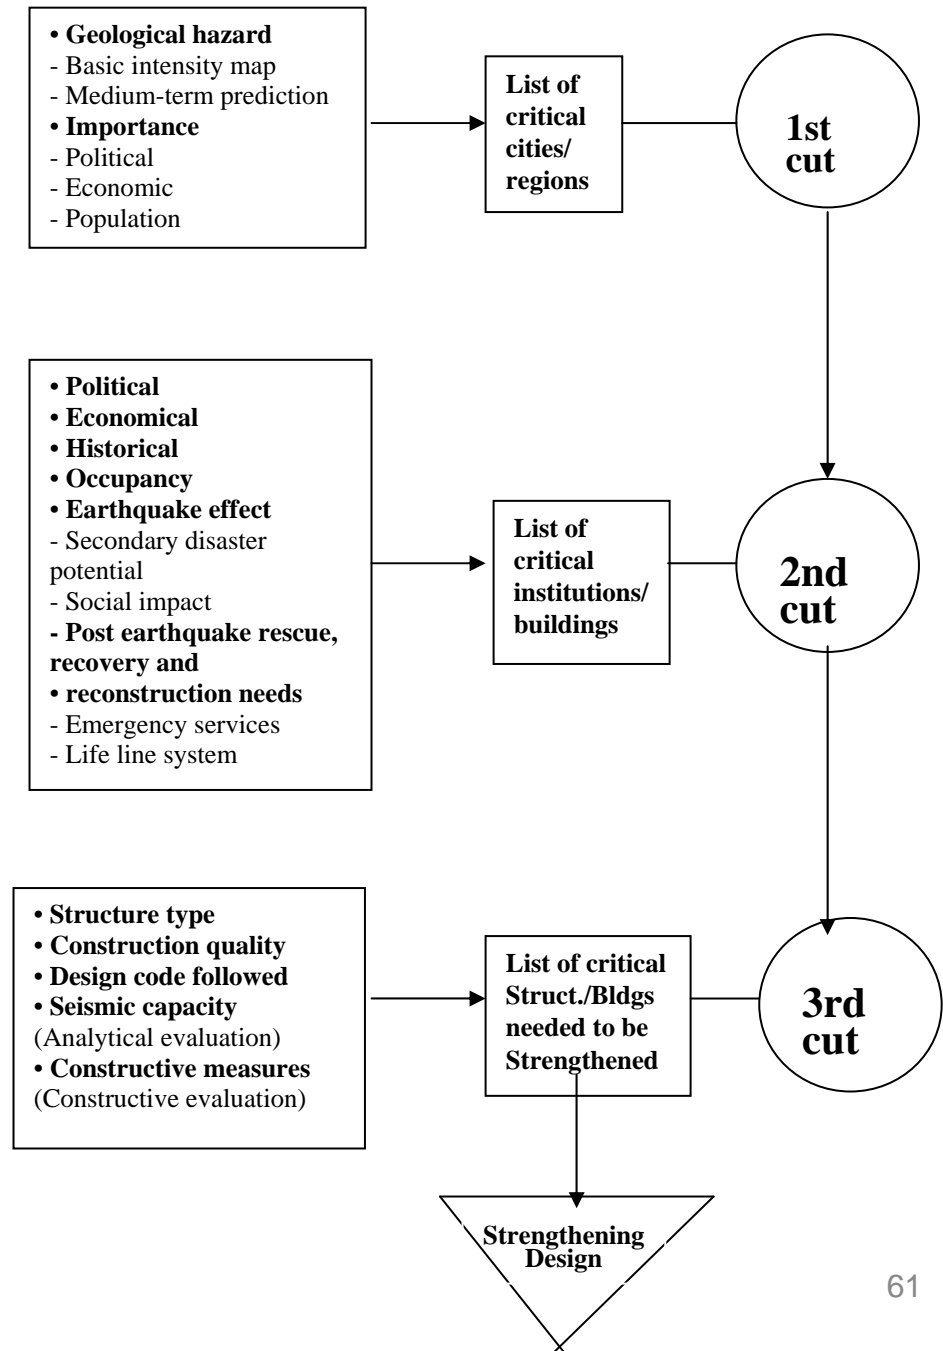 • Geological hazard
- Basic intensity map
- Medium-term prediction
• Importance
- Political
- Economic
- Population
List of
critical
cities/
regions
1st
cut
• Political
• Economical
• Historical
• Occupancy
• Earthquake effect
- Secondary disaster
potential
- Social impact
- Post earthquake rescue,
recovery and
• reconstruction needs
- Emergency services
- Life line system
List of
critical
institutions/
buildings
2nd
cut
• Structure type
• Construction quality
• Design code followed
• Seismic capacity
(Analytical evaluation)
• Constructive measures
(Constructive evaluation)
List of critical
Struct./Bldgs
needed to be
Strengthened
3rd
cut
Strengthening
Design
61